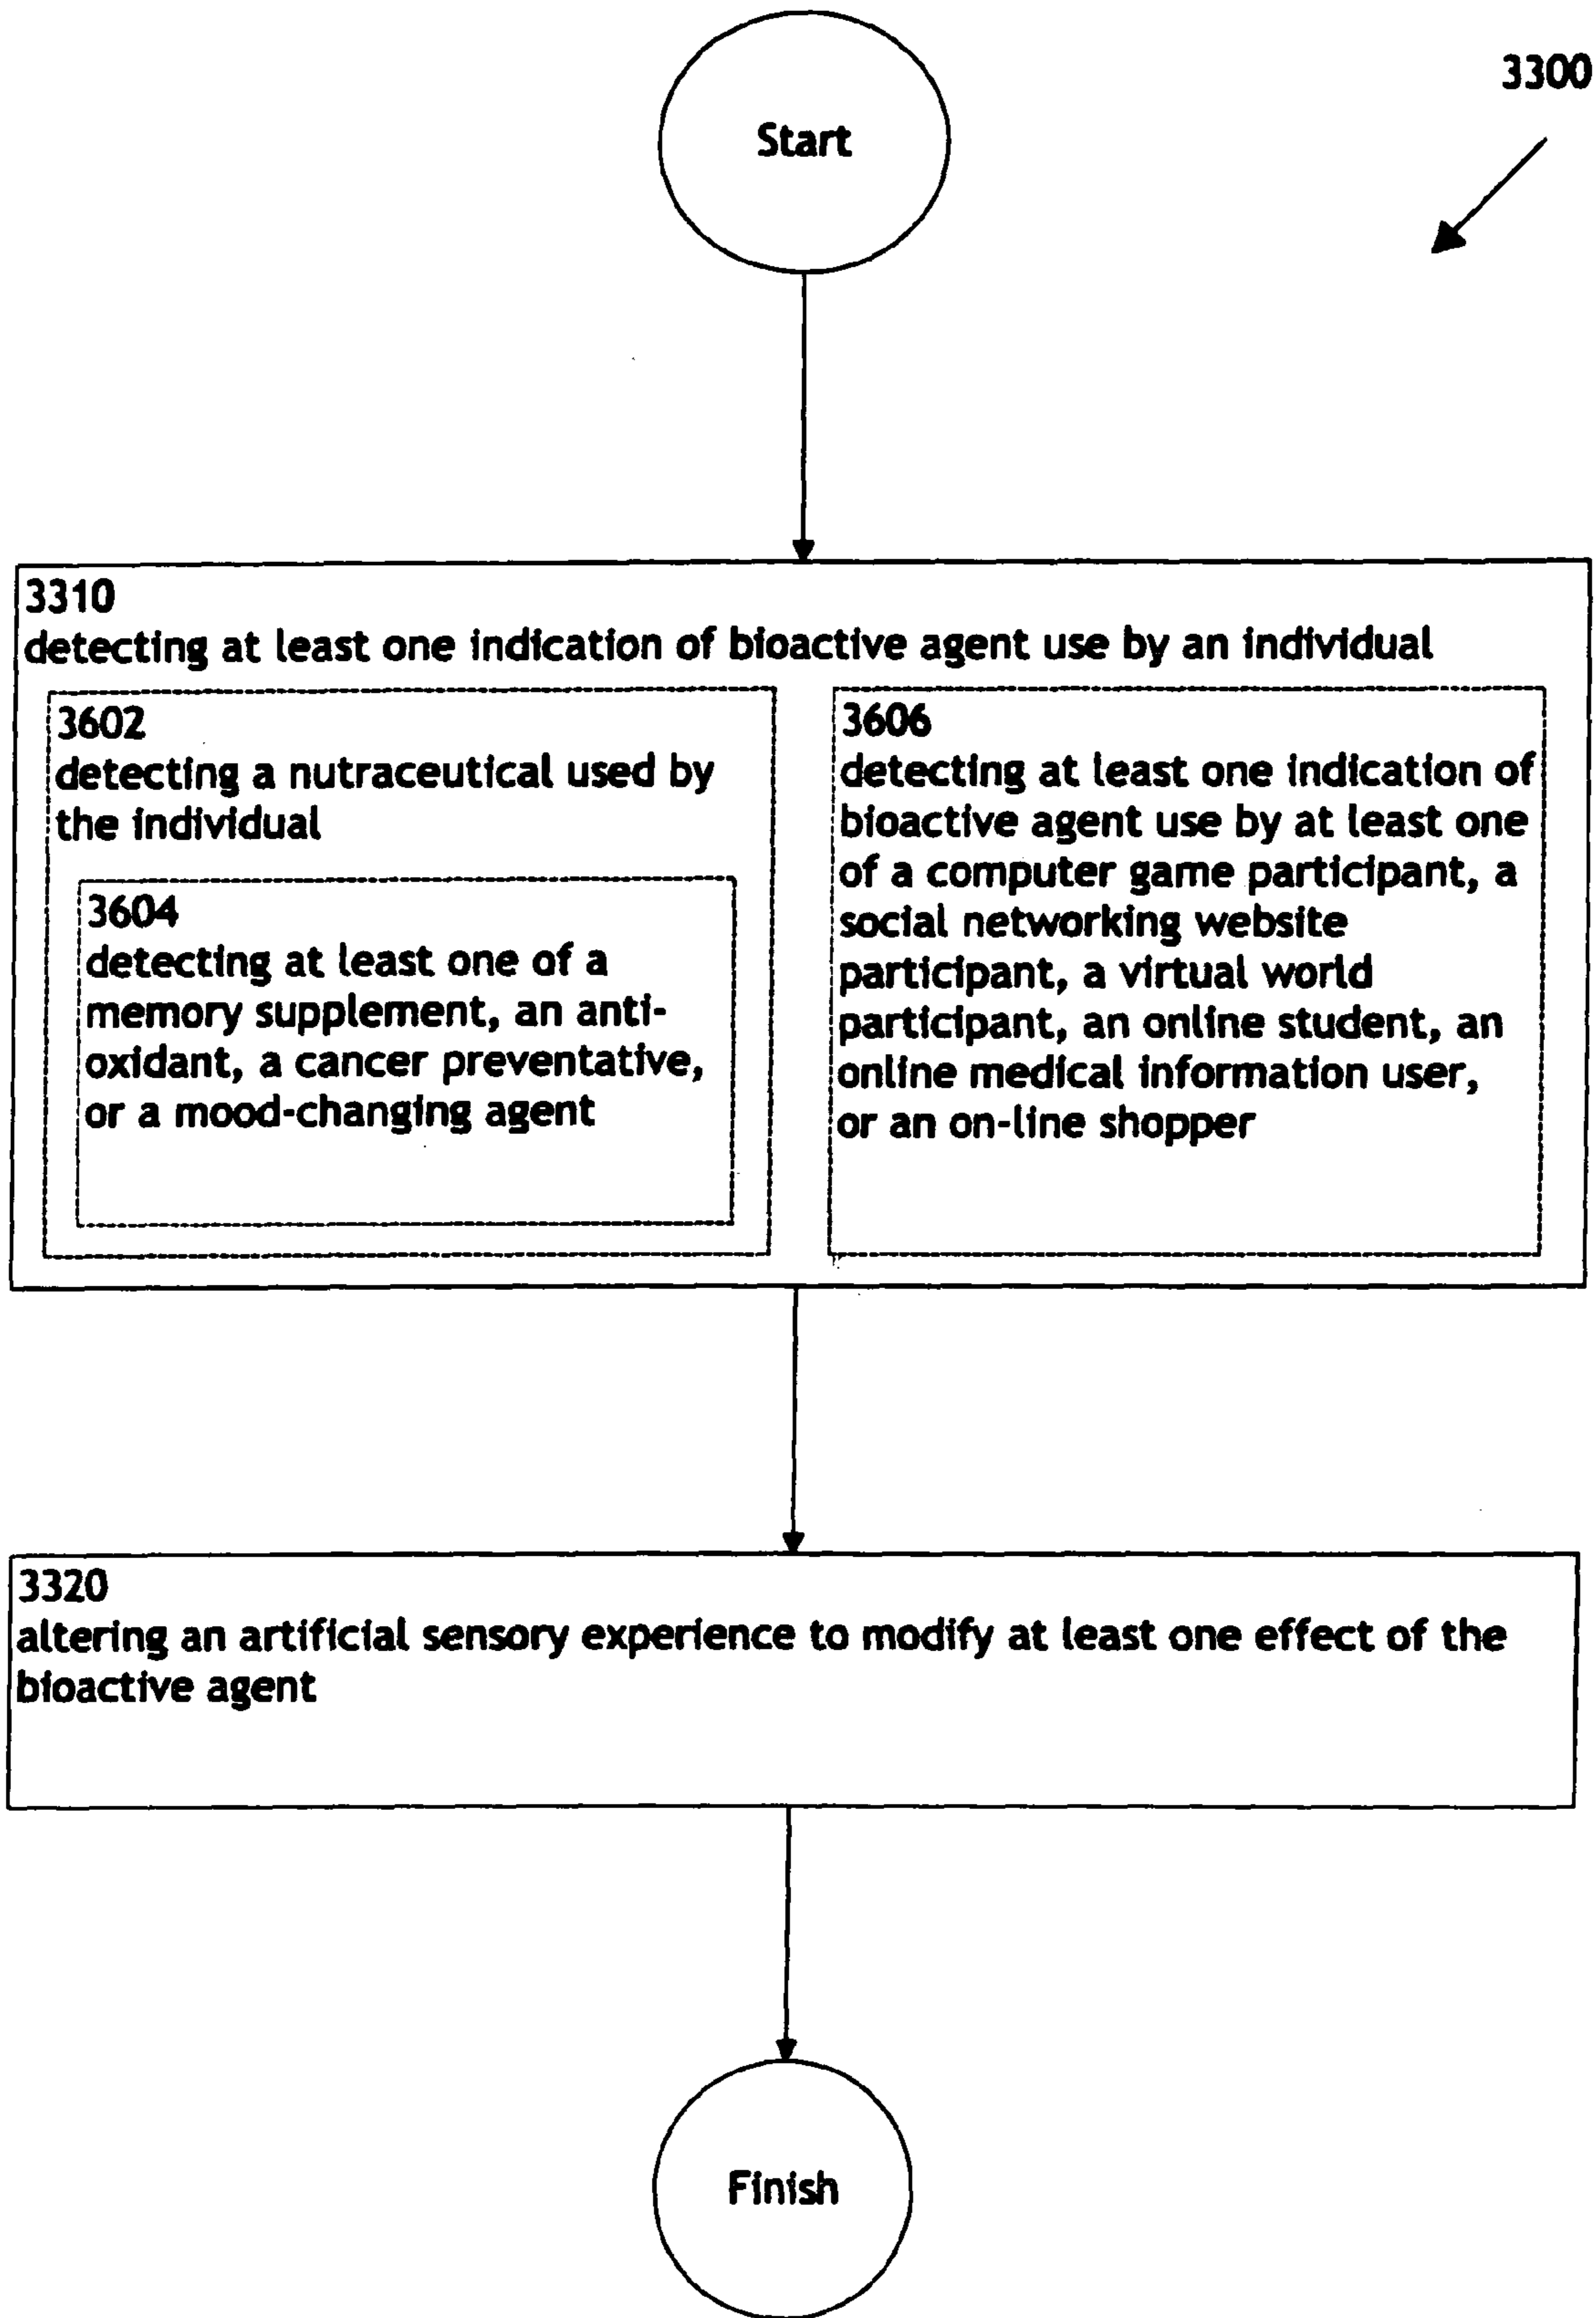 Start
3300
3310
detecting at least one indication of bioactive agent use by an individual
3602
detecting a nutraceutical used by
the individual
3604
detecting at least one of a
memory supplement, an anti-
oxidant, a cancer preventative,
or a mood-changing agent
3606
detecting at least one indication of
bioactive agent use by at least one
of a computer game participant, a
social networking website
participant, a virtual world
participant, an online student, an
online medical information user,
or an on-line shopper
3320
altering an artificial sensory experience to modify at least one effect of the
bioactive agent
Finish